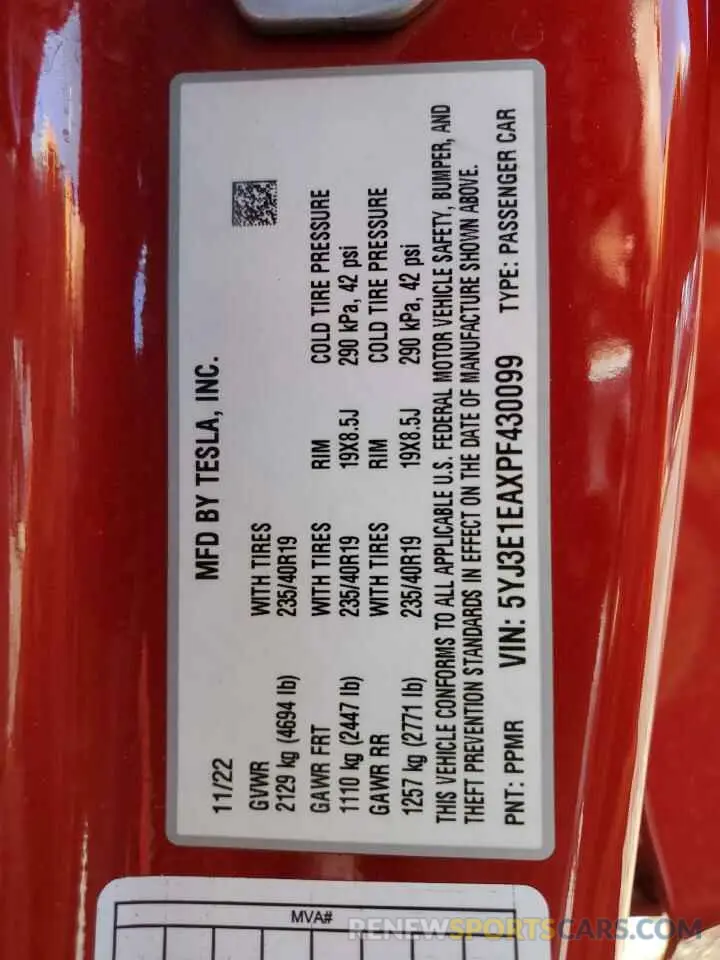 MFD BY TESLA, INC.
11/22
GVWR WITH TIRES
2129 kg (4694 lb) 235/40R19
GAWR FRT WITH TIRES RIM COLD TIRE PRESSURE
1110 kg (2447 lb) 235/40R19 19X8.5J 290 kPa, 42 psi
GAWR RR WITH TIRES RIM COLD TIRE PRESSURE
1257 kg (2771 lb) 235/40R19 19X8.5J 290 kPa, 42 psi
THIS VEHICLE CONFORMS TO ALL APPLICABLE U.S. FEDERAL MOTOR VEHICLE SAFETY, BUMPER, AND
THEFT PREVENTION STANDARDS IN EFFECT ON THE DATE OF MANUFACTURE SHOWN ABOVE.
PNT: PPMR VIN: 5YJ3E1EAXPF430099 TYPE: PASSENGER CAR
MVA#
RENEWSPORTSCARS.COM